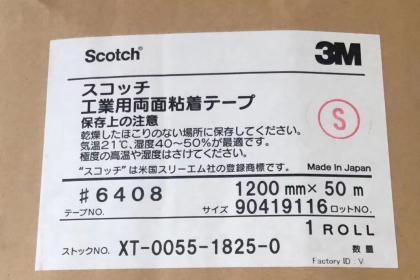 Scotch® 3M
スコッチ
工業用両面粘着テープ
保存上の注意
乾燥したほこりのない場所に保存してください。
気温21℃、湿度40～50%が最適です。
極度の高温や湿度はさけてください。
S
"スコッチ"は米国スリーエム社の登録商標です。 Made In Japan
#6408 1200mm×50m
テープNO. サイズ 90419116 ロットNO.
1 ROLL
ストックNO. XT-0055-1825-0 数量
Factory ID : V